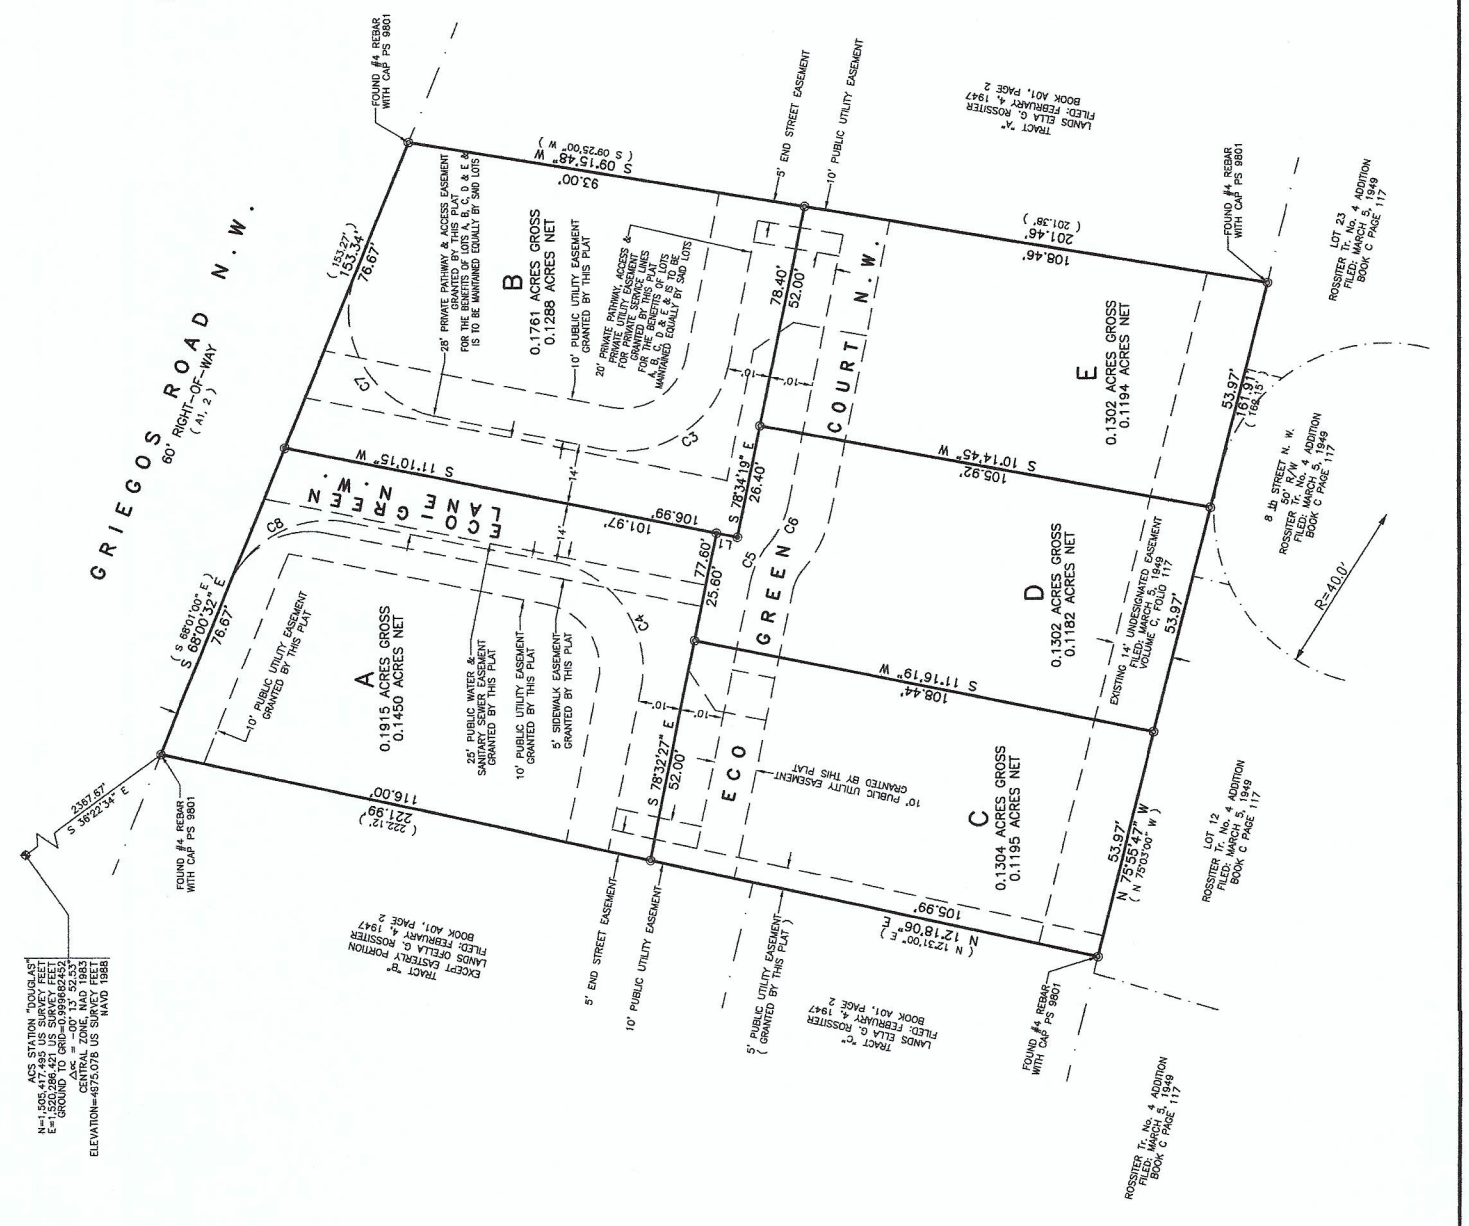 ACS STATION "DOUGLAS"
N=1,505,417.495 US SURVEY FEET
E=1,520,286.421 US SURVEY FEET
GROUND TO GRID=0.999682452
Δ∝ = -00° 13' 52.53"
CENTRAL ZONE, NAD 1983
ELEVATION=4975.078 US SURVEY FEET
NAVD 1988
2367.67'
S 36°22'34" E
FOUND #4 REBAR
WITH CAP PS 9801
GRIEGOS ROAD N.W.
60' RIGHT-OF-WAY
( A1, 2 )
( S 68°01'00" E )
S 68°00'32" E
76.67'
( 153.27' )
153.34'
76.67'
FOUND #4 REBAR
WITH CAP PS 9801
10' PUBLIC UTILITY EASEMENT
GRANTED BY THIS PLAT
A
0.1915 ACRES GROSS
0.1450 ACRES NET
116.00'
221.99'
( 222.12' )
25' PUBLIC WATER &
SANITARY SEWER EASEMENT
GRANTED BY THIS PLAT
10' PUBLIC UTILITY EASEMENT
GRANTED BY THIS PLAT
5' SIDEWALK EASEMENT
GRANTED BY THIS PLAT
C8
C4
ECO GREEN
LANE N.W.
14'
14'
S 11°10'15" W
101.97'
106.99'
C7
C3
28' PRIVATE PATHWAY & ACCESS EASEMENT
GRANTED BY THIS PLAT
FOR THE BENEFITS OF LOTS A, B, C, D & E &
IS TO BE MAINTAINED EQUALLY BY SAID LOTS
B
0.1761 ACRES GROSS
0.1288 ACRES NET
10' PUBLIC UTILITY EASEMENT
GRANTED BY THIS PLAT
20' PRIVATE PATHWAY, ACCESS &
PRIVATE UTILITY EASEMENT
FOR PRIVATE SERVICE LINES
GRANTED BY THIS PLAT
FOR THE BENEFITS OF LOTS
A, B, C, D & E & IS TO BE
MAINTAINED EQUALLY BY SAID LOTS
S 09°15'48" W
( S 09°25'00" W )
93.00'
5' END STREET EASEMENT
10' PUBLIC UTILITY EASEMENT
TRACT "A"
LANDS ELLA G. ROSSITER
FILED: FEBRUARY 4, 1947
BOOK A01, PAGE 2
78.40'
52.00'
S 78°34'19" E
26.40'
L1
77.60'
25.60'
S 78°32'27" E
52.00'
10'
10'
10'
10'
C5
C6
ECO GREEN COURT N.W.
( 201.38' )
201.46'
108.46'
FOUND #4 REBAR
WITH CAP PS 9801
E
0.1302 ACRES GROSS
0.1194 ACRES NET
S 10°14'45" W
105.92'
D
0.1302 ACRES GROSS
0.1182 ACRES NET
EXISTING 14' UNDESIGNATED EASEMENT
FILED: MARCH 5, 1949
VOLUME C, FOLIO 117
S 11°16'19" W
108.44'
C
0.1304 ACRES GROSS
0.1195 ACRES NET
10' PUBLIC UTILITY EASEMENT
GRANTED BY THIS PLAT
N 12°18'06" E
( N 12°31'00" E )
105.99'
53.97'
N 75°55'47" W
( N 75°03'00" W )
53.97'
53.97'
161.91'
LOT 23
ROSSITER Tr. No. 4 ADDITION
FILED: MARCH 5, 1949
BOOK C PAGE 117
8 th STREET N. W.
50' R/W
ROSSITER Tr. No. 4 ADDITION
FILED: MARCH 5, 1949
BOOK C PAGE 117
R=40.0'
LOT 12
ROSSITER Tr. No. 4 ADDITION
FILED: MARCH 5, 1949
BOOK C PAGE 117
TRACT "B"
EXCEPT EASTERLY PORTION
LANDS OFELLA G. ROSSITER
FILED: FEBRUARY 4, 1947
BOOK A01, PAGE 2
5' END STREET EASEMENT
10' PUBLIC UTILITY EASEMENT
5' PUBLIC UTILITY EASEMENT
( GRANTED BY THIS PLAT )
TRACT "C"
LANDS ELLA G. ROSSITER
FILED: FEBRUARY 4, 1947
BOOK A01, PAGE 2
FOUND #4 REBAR
WITH CAP PS 9801
ROSSITER Tr. No. 4 ADDITION
FILED: MARCH 5, 1949
BOOK C PAGE 117